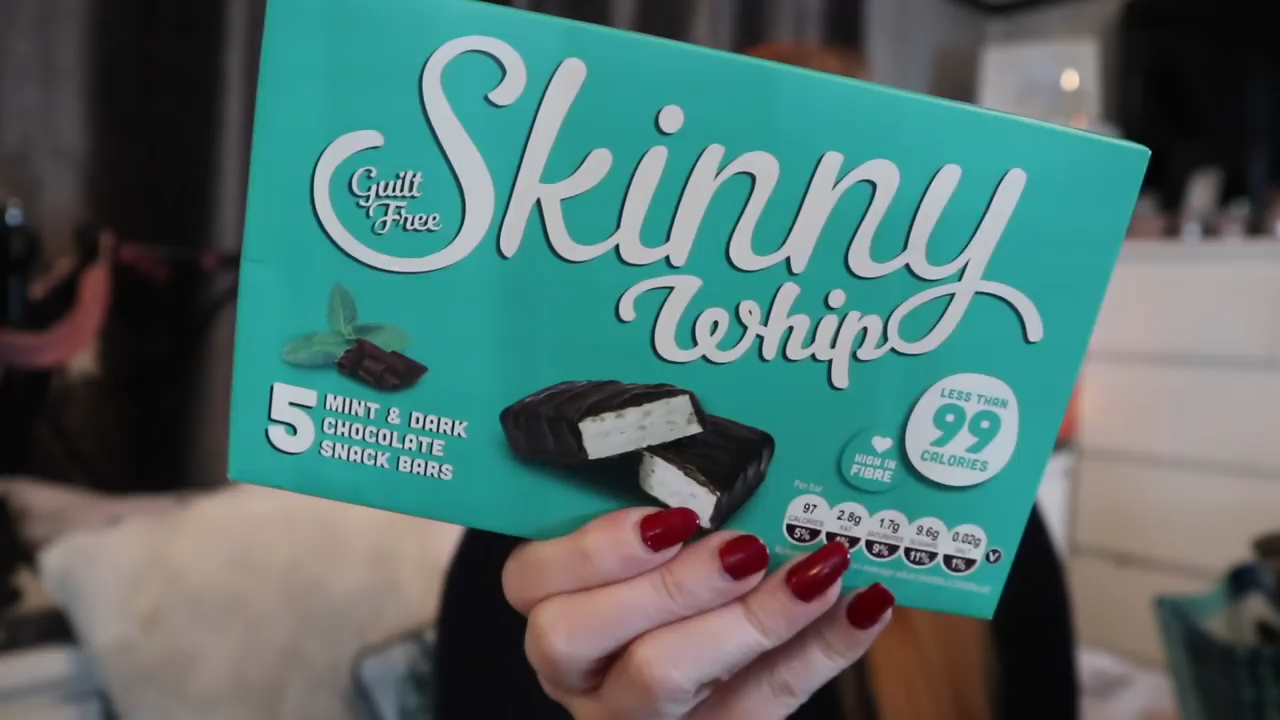 Guilt
Free
Skinny
Whip
5 MINT & DARK
CHOCOLATE
SNACK BARS
LESS THAN
99
CALORIES
HIGH IN
FIBRE
Per bar
97 2.8g 1.7g 9.6g 0.02g
CALORIES FAT SATURATES SUGARS SALT
5% 9% 11% 1%
V